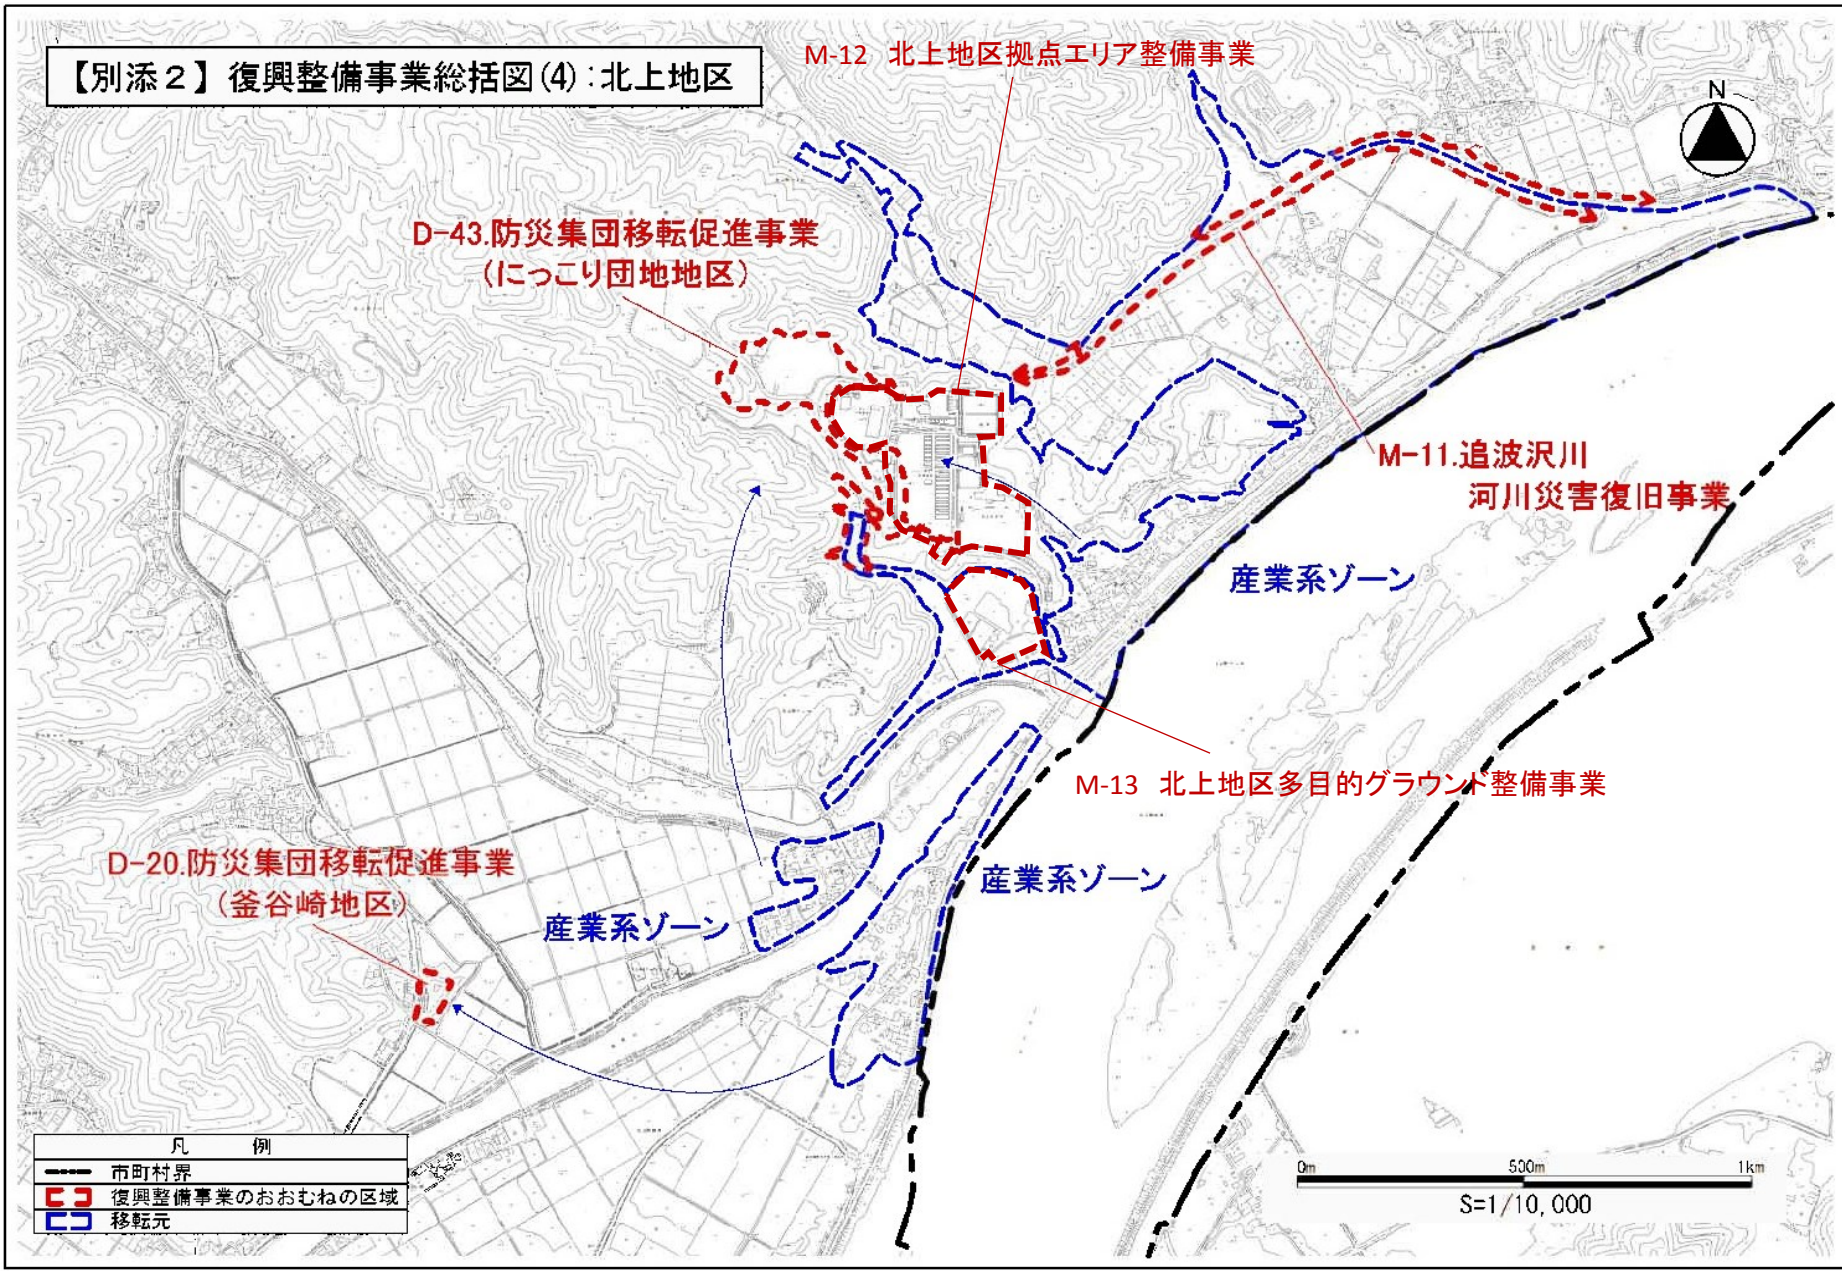 【別添２】復興整備事業総括図(4):北上地区
M-12 北上地区拠点エリア整備事業
N
D-43.防災集団移転促進事業
(にっこり団地地区)
M-11.追波沢川
河川災害復旧事業
産業系ゾーン
M-13 北上地区多目的グラウンド整備事業
D-20.防災集団移転促進事業
(釜谷崎地区)
産業系ゾーン
産業系ゾーン
凡 例
市町村界
復興整備事業のおおむねの区域
移転元
0m 500m 1km
S=1/10,000